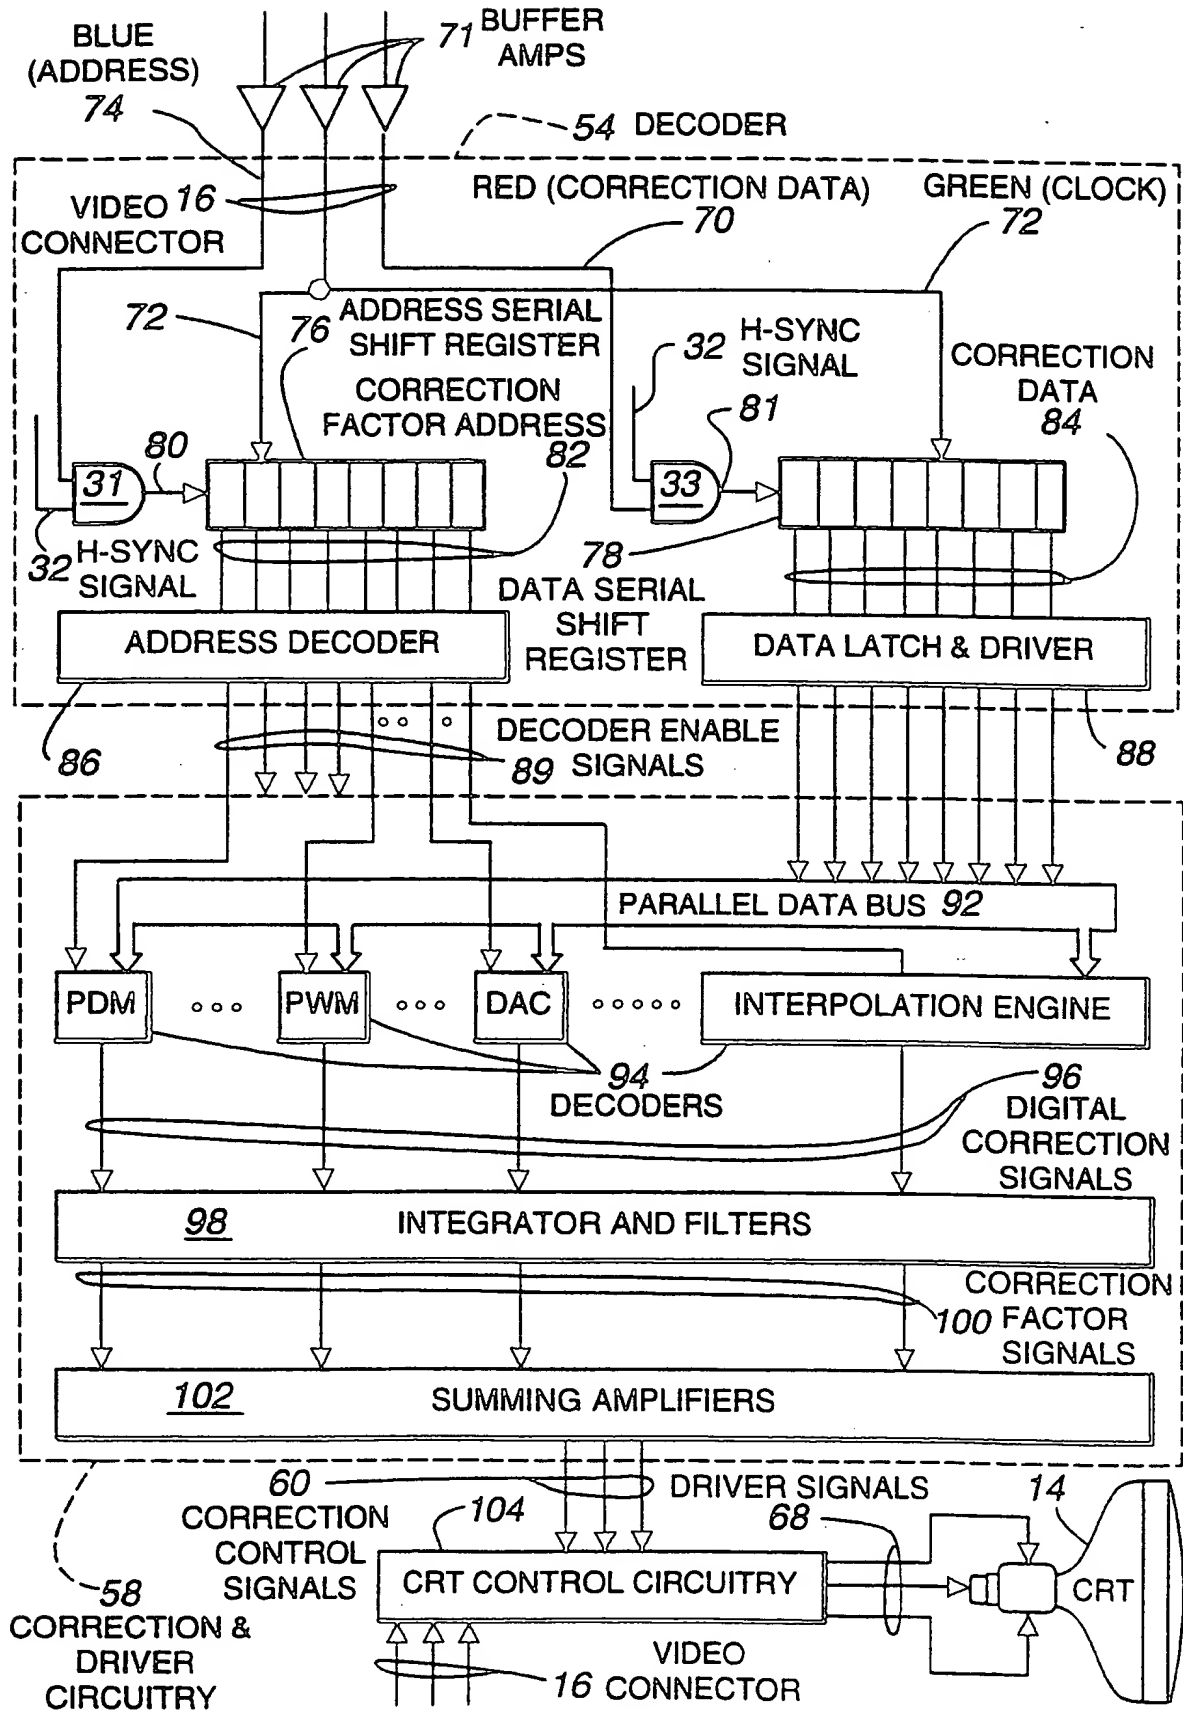 BLUE
(ADDRESS)
74
71 BUFFER
AMPS
54 DECODER
VIDEO 16
CONNECTOR
RED (CORRECTION DATA)
70
GREEN (CLOCK)
72
72
76
ADDRESS SERIAL
SHIFT REGISTER
CORRECTION
FACTOR ADDRESS
82
32 H-SYNC
SIGNAL
81
CORRECTION
DATA
84
31
80
33
32 H-SYNC
SIGNAL
78
DATA SERIAL
SHIFT
REGISTER
ADDRESS DECODER
DATA LATCH & DRIVER
86
DECODER ENABLE
89 SIGNALS
88
PARALLEL DATA BUS 92
PDM
PWM
DAC
INTERPOLATION ENGINE
94
DECODERS
96
DIGITAL
CORRECTION
SIGNALS
98 INTEGRATOR AND FILTERS
CORRECTION
100 FACTOR
SIGNALS
102 SUMMING AMPLIFIERS
60
CORRECTION
CONTROL
SIGNALS
DRIVER SIGNALS
104
68
14
CRT CONTROL CIRCUITRY
CRT
58
CORRECTION &
DRIVER
CIRCUITRY
VIDEO
16 CONNECTOR